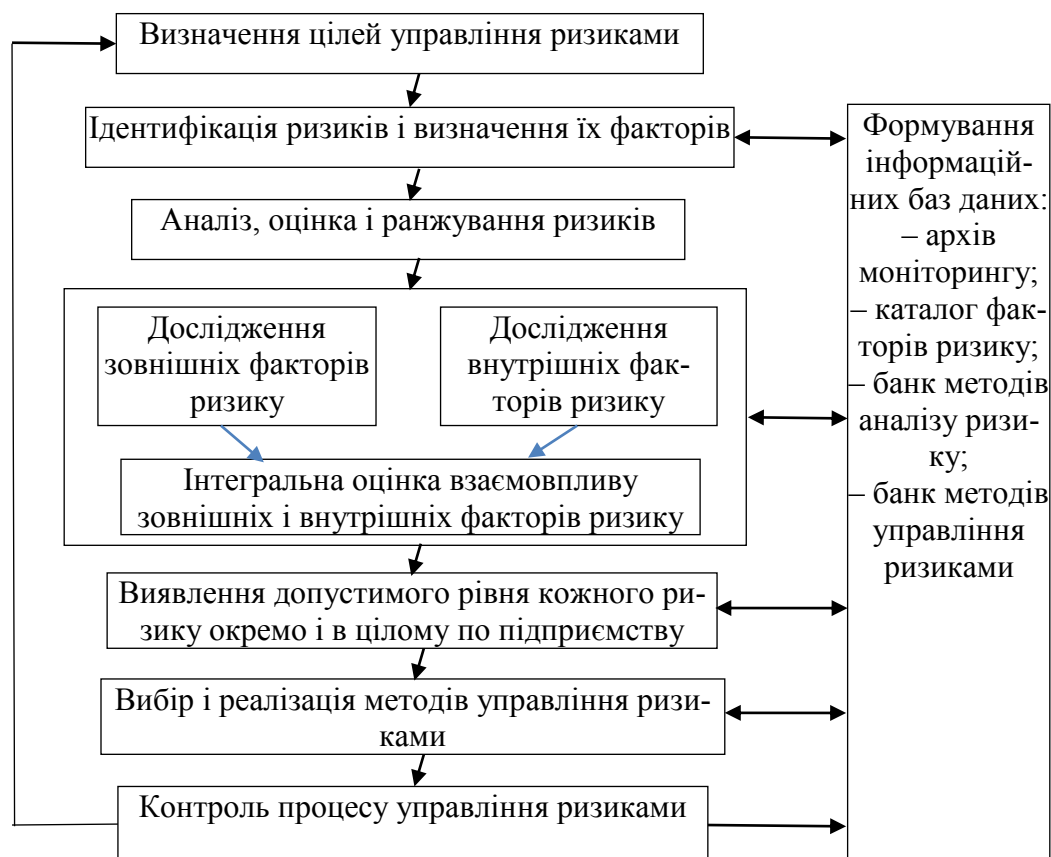 Визначення цілей управління ризиками
Ідентифікація ризиків і визначення їх факторів
Аналіз, оцінка і ранжування ризиків
Дослідження
зовнішніх факторів
ризику
Дослідження
внутрішніх фак-
торів ризику
Інтегральна оцінка взаємовпливу
зовнішніх і внутрішніх факторів ризику
Виявлення допустимого рівня кожного ри-
зику окремо і в цілому по підприємству
Вибір і реалізація методів управління ризи-
ками
Контроль процесу управління ризиками
Формування
інформацій-
них баз даних:
– архів
моніторингу;
– каталог фак-
торів ризику;
– банк методів
аналізу ризи-
ку;
– банк методів
управління
ризиками